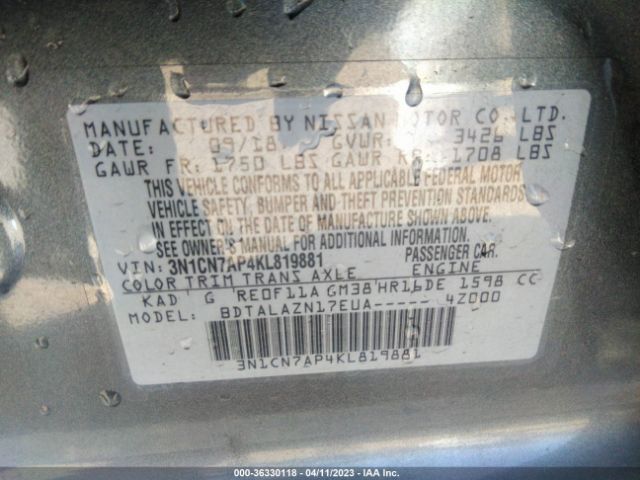 MANUFACTURED BY NISSAN MOTOR CO.,LTD.
DATE: 09/18 GVWR: 3426 LBS
GAWR FR: 1750 LBS GAWR RR: 1708 LBS
THIS VEHICLE CONFORMS TO ALL APPLICABLE FEDERAL MOTOR
VEHICLE SAFETY, BUMPER AND THEFT PREVENTION STANDARDS
IN EFFECT ON THE DATE OF MANUFACTURE SHOWN ABOVE.
SEE OWNER'S MANUAL FOR ADDITIONAL INFORMATION.
VIN: 3N1CN7AP4KL819881 PASSENGER CAR.
COLOR TRIM TRANS AXLE ENGINE
KAD G RE0F11A GM38 HR16DE 1598 CC
MODEL: BDTALAZN17EUA----- 4Z000
3N1CN7AP4KL819881
000-36330118 - 04/11/2023 - IAA Inc.